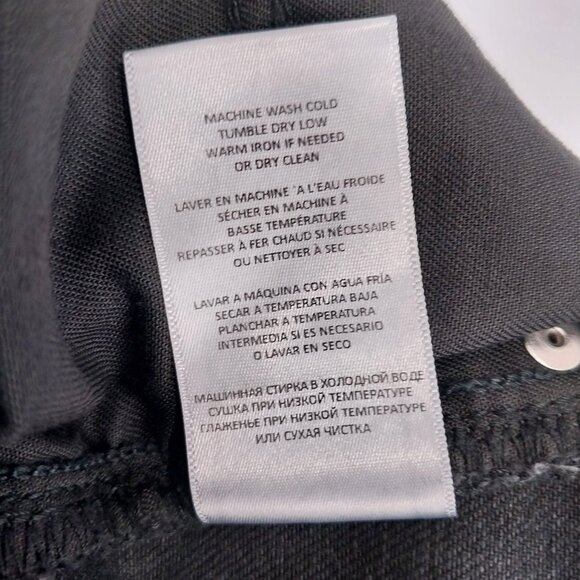 MACHINE WASH COLD
TUMBLE DRY LOW
WARM IRON IF NEEDED
OR DRY CLEAN
LAVER EN MACHINE `A L'EAU FROIDE
SÉCHER EN MACHINE À
BASSE TEMPÉRATURE
REPASSER À FER CHAUD SI NÉCESSAIRE
OU NETTOYER À SEC
LAVAR A MÁQUINA CON AGUA FRÍA
SECAR A TEMPERATURA BAJA
PLANCHAR A TEMPERATURA
INTERMEDIA SI ES NECESARIO
O LAVAR EN SECO
МАШИННАЯ СТИРКА В ХОЛОДНОЙ ВОДЕ
СУШКА ПРИ НИЗКОЙ ТЕМПЕРАТУРЕ
ГЛАЖЕНЬЕ ПРИ НИЗКОЙ ТЕМПЕРАТУРЕ
ИЛИ СУХАЯ ЧИСТКА